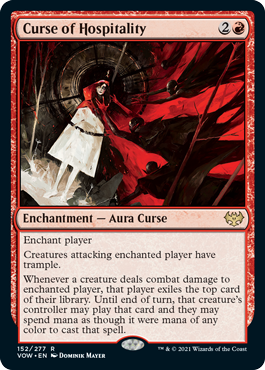 Curse of Hospitality 2
Enchantment — Aura Curse
Enchant player
Creatures attacking enchanted player have
trample.
Whenever a creature deals combat damage to
enchanted player, that player exiles the top card
of their library. Until end of turn, that creature's
controller may play that card and they may
spend mana as though it were mana of any
color to cast that spell.
152/277 R
VOW • EN DOMINIK MAYER
™ & © 2021 Wizards of the Coast